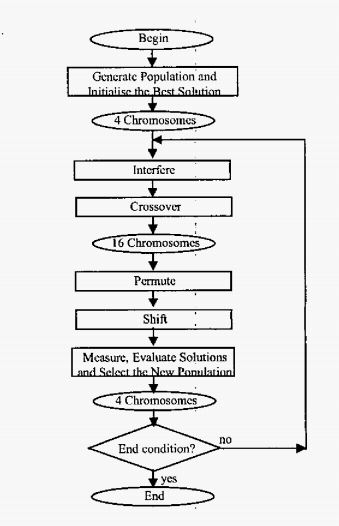 Begin
Generate Population and
Initialise the Best Solution
4 Chromosomes
Interfere
Crossover
16 Chromosomes
Permute
Shift
Measure, Evaluate Solutions
and Select the New Population
4 Chromosomes
End condition?
no
yes
End